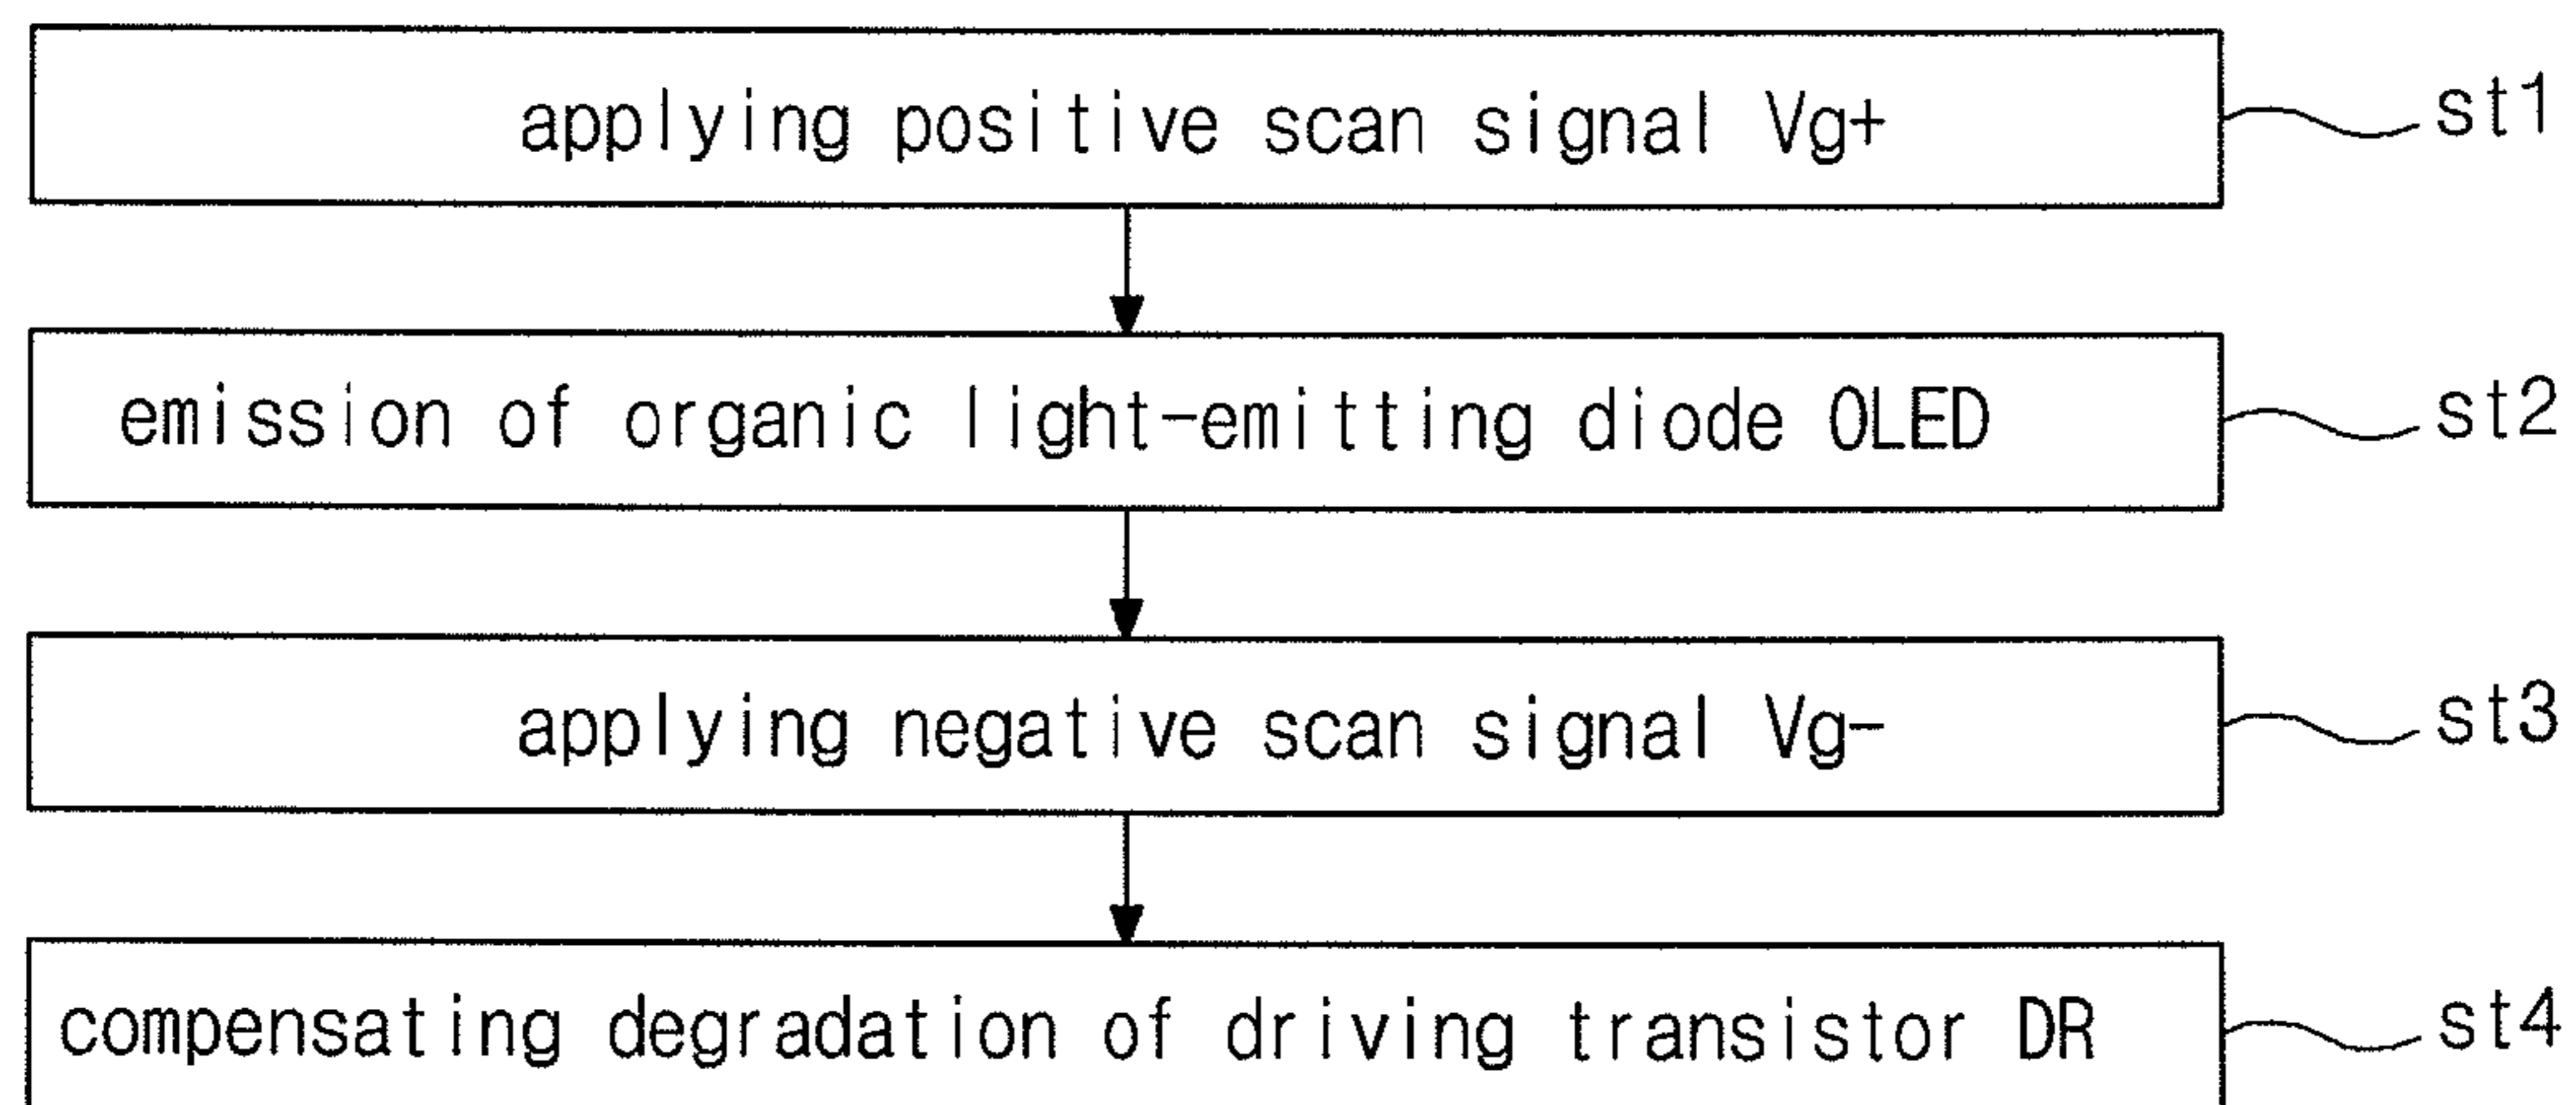 applying positive scan signal Vg+ st1
emission of organic light-emitting diode OLED st2
applying negative scan signal Vg- st3
compensating degradation of driving transistor DR st4